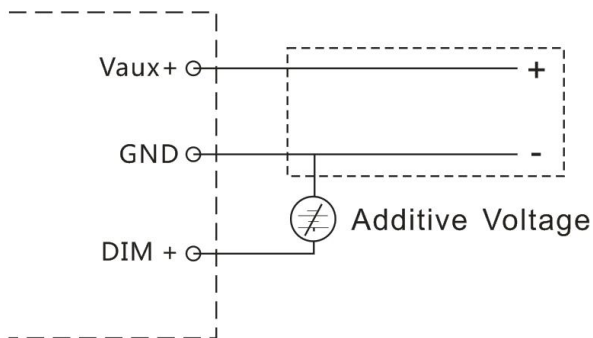 Vaux+
+
GND
-
Additive Voltage
DIM +